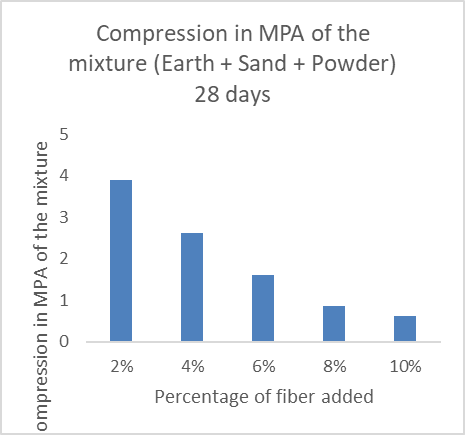 Compression in MPA of the
mixture (Earth + Sand + Powder)
28 days
ompression in MPA of the mixture
5
4
3
2
1
0
2% 4% 6% 8% 10%
Percentage of fiber added